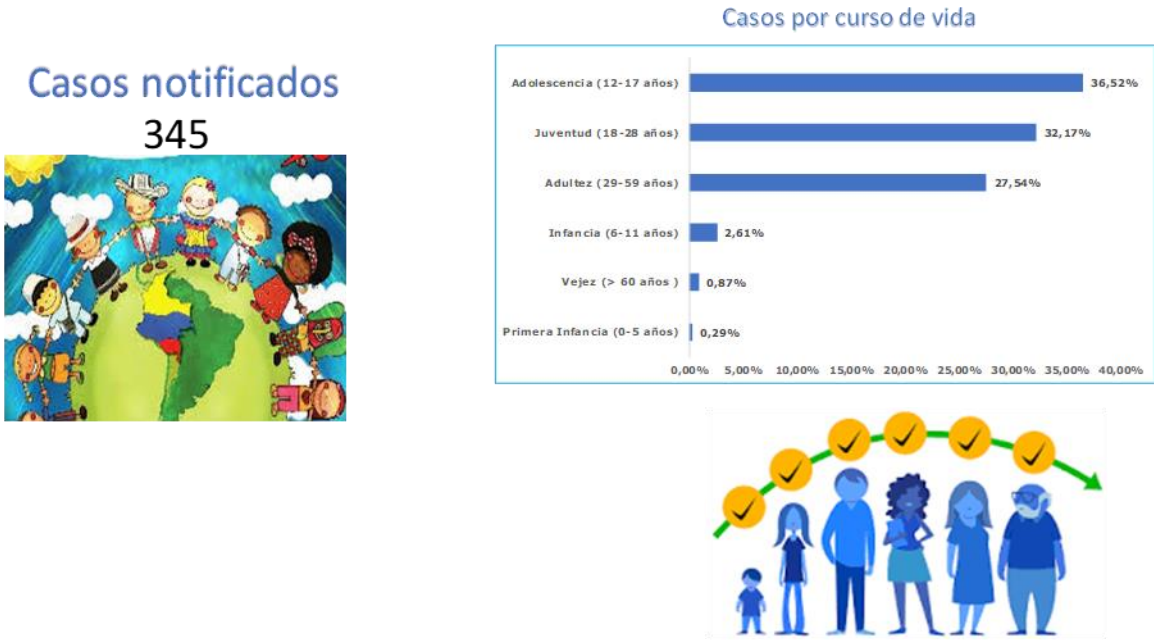 Casos notificados
345
Casos por curso de vida
Adolescencia (12-17 años) 36,52%
Juventud (18-28 años) 32,17%
Adultez (29-59 años) 27,54%
Infancia (6-11 años) 2,61%
Vejez (> 60 años ) 0,87%
Primera Infancia (0-5 años) 0,29%
0,00% 5,00% 10,00% 15,00% 20,00% 25,00% 30,00% 35,00% 40,00%